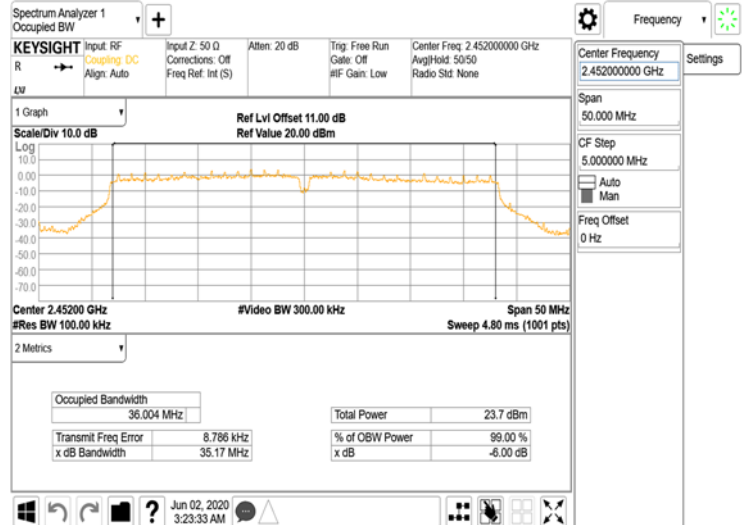 Spectrum Analyzer 1
Occupied BW
Frequency
KEYSIGHT
R
Input: RF
Coupling: DC
Align: Auto
Input Z: 50 Ω
Corrections: Off
Freq Ref: Int (S)
Atten: 20 dB
Trig: Free Run
Gate: Off
#IF Gain: Low
Center Freq: 2.452000000 GHz
Avg|Hold: 50/50
Radio Std: None
Center Frequency
2.452000000 GHz
Settings
Span
50.000 MHz
CF Step
5.000000 MHz
Auto
Man
Freq Offset
0 Hz
1 Graph
Ref Lvl Offset 11.00 dB
Scale/Div 10.0 dB
Ref Value 20.00 dBm
Log
10.0
0.00
-10.0
-20.0
-30.0
-40.0
-50.0
-60.0
-70.0
Center 2.45200 GHz
#Video BW 300.00 kHz
Span 50 MHz
#Res BW 100.00 kHz
Sweep 4.80 ms (1001 pts)
2 Metrics
Occupied Bandwidth
36.004 MHz
Total Power 23.7 dBm
Transmit Freq Error 8.786 kHz
% of OBW Power 99.00 %
x dB Bandwidth 35.17 MHz
x dB -6.00 dB
?
Jun 02, 2020
3:23:33 AM